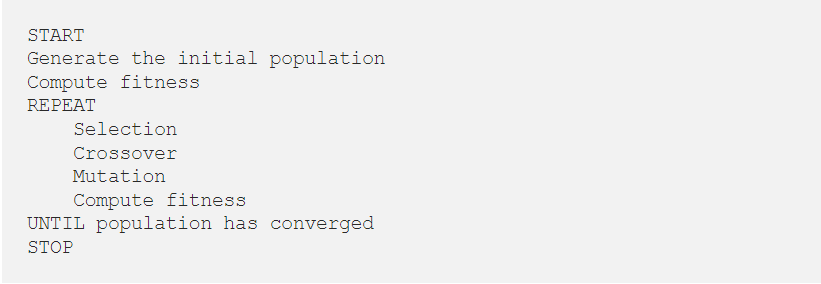 START
Generate the initial population
Compute fitness
REPEAT
    Selection
    Crossover
    Mutation
    Compute fitness
UNTIL population has converged
STOP